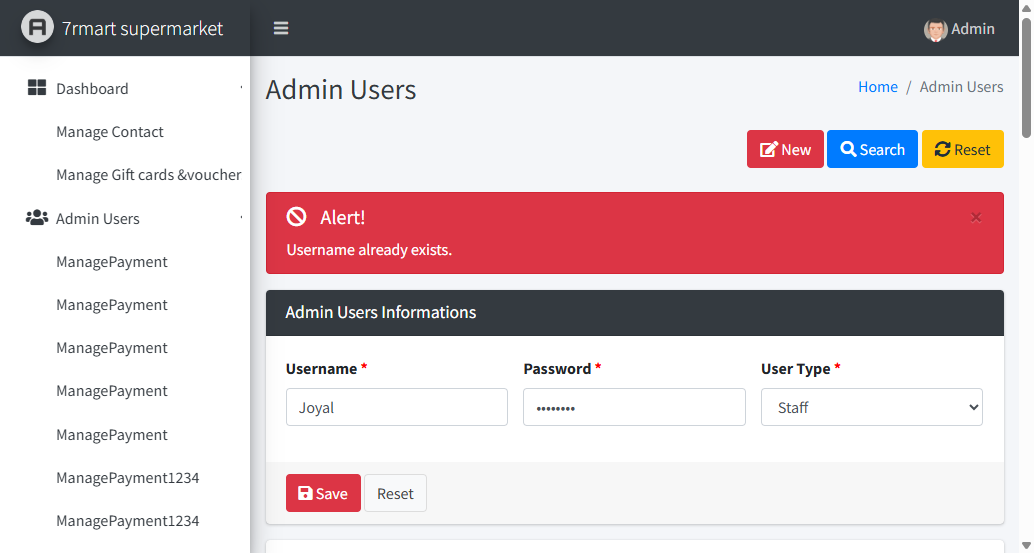 7rmart supermarket
Admin
Dashboard
Manage Contact
Manage Gift cards &voucher
Admin Users
ManagePayment
ManagePayment
ManagePayment
ManagePayment
ManagePayment
ManagePayment1234
ManagePayment1234
Admin Users
Home / Admin Users
New Search Reset
Alert! ×
Username already exists.
Admin Users Informations
Username * Password * User Type *
Joyal •••••••• Staff
Save Reset